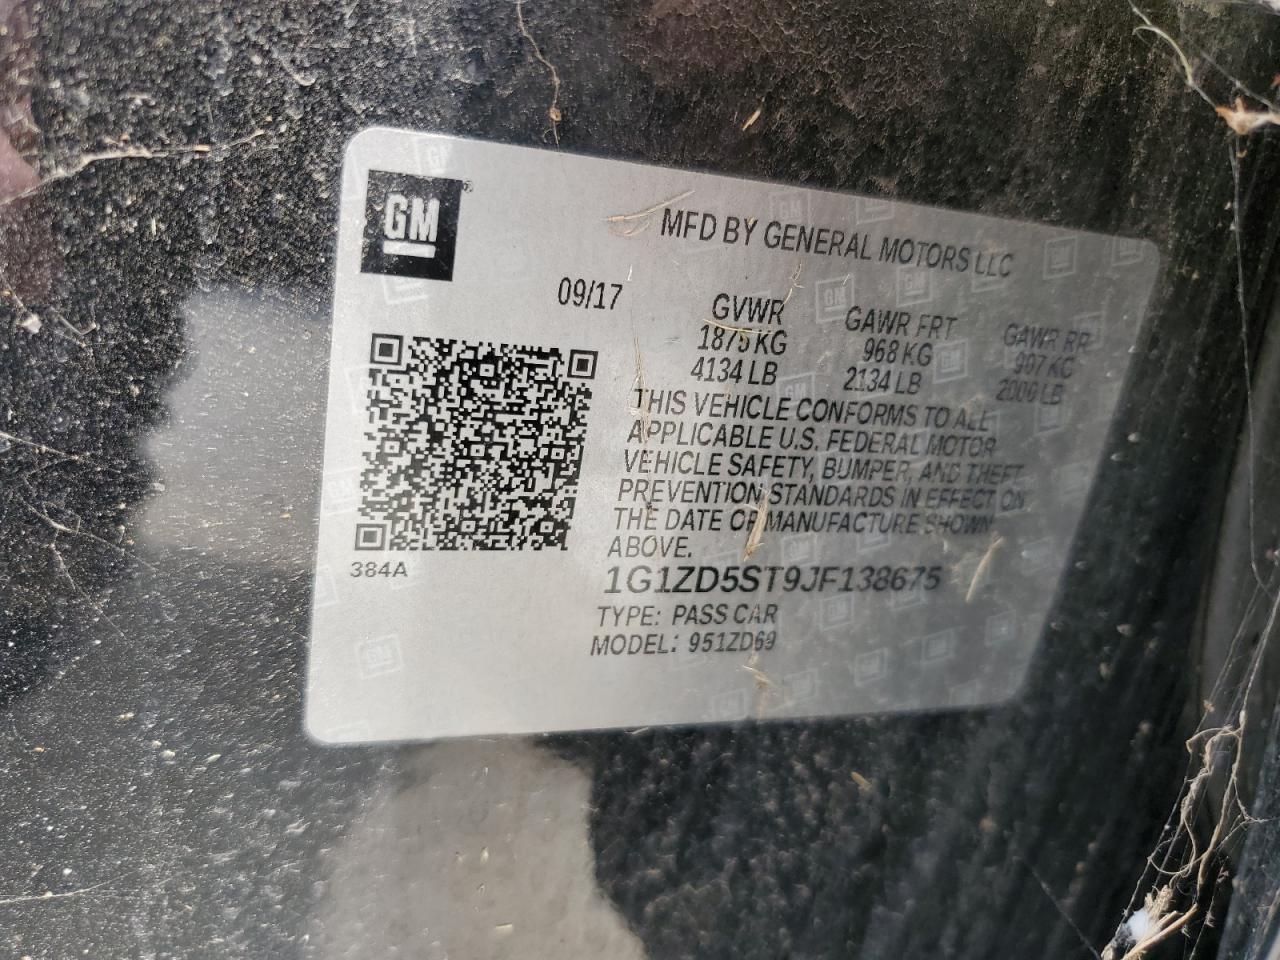 GM
MFD BY GENERAL MOTORS LLC
09/17
GVWR GAWR FRT GAWR RR
1875 KG 968 KG 907 KG
4134 LB 2134 LB 2000 LB
THIS VEHICLE CONFORMS TO ALL
APPLICABLE U.S. FEDERAL MOTOR
VEHICLE SAFETY, BUMPER, AND THEFT
PREVENTION STANDARDS IN EFFECT ON
THE DATE OF MANUFACTURE SHOWN
ABOVE.
384A
1G1ZD5ST9JF138675
TYPE: PASS CAR
MODEL: 951ZD69